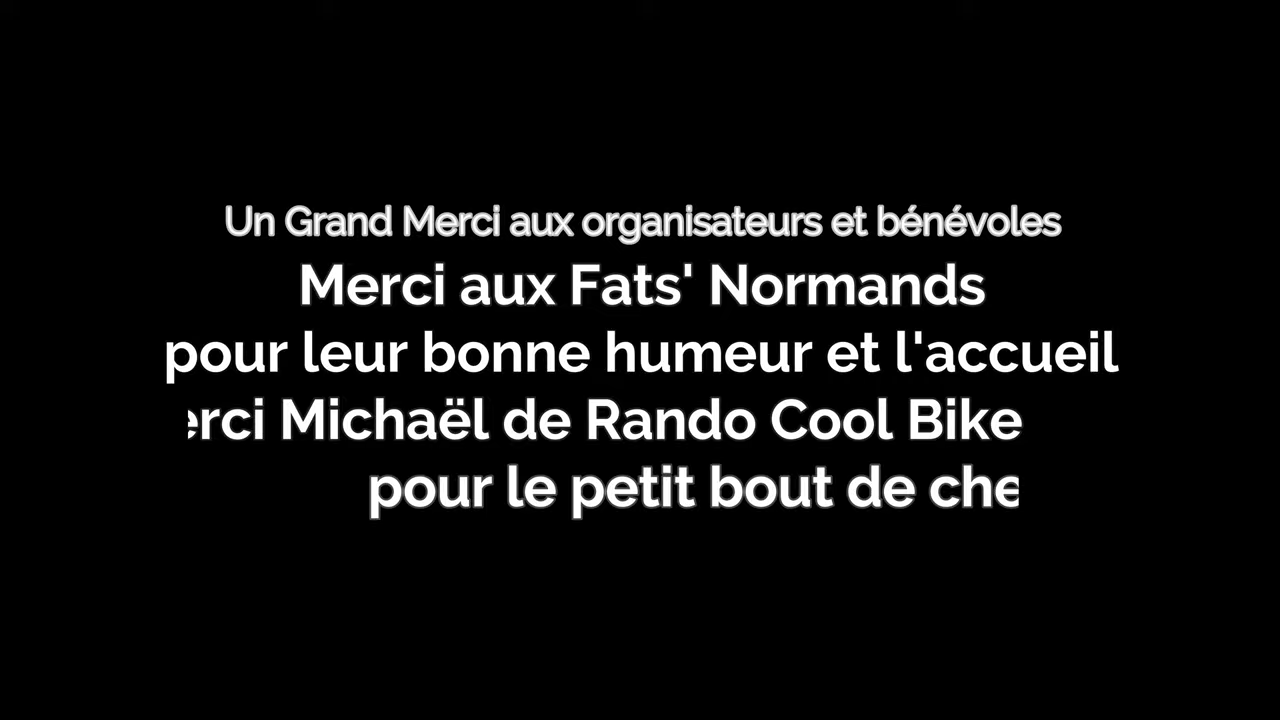 Un Grand Merci aux organisateurs et bénévoles
Merci aux Fats' Normands
pour leur bonne humeur et l'accueil
erci Michaël de Rando Cool Bike
pour le petit bout de che